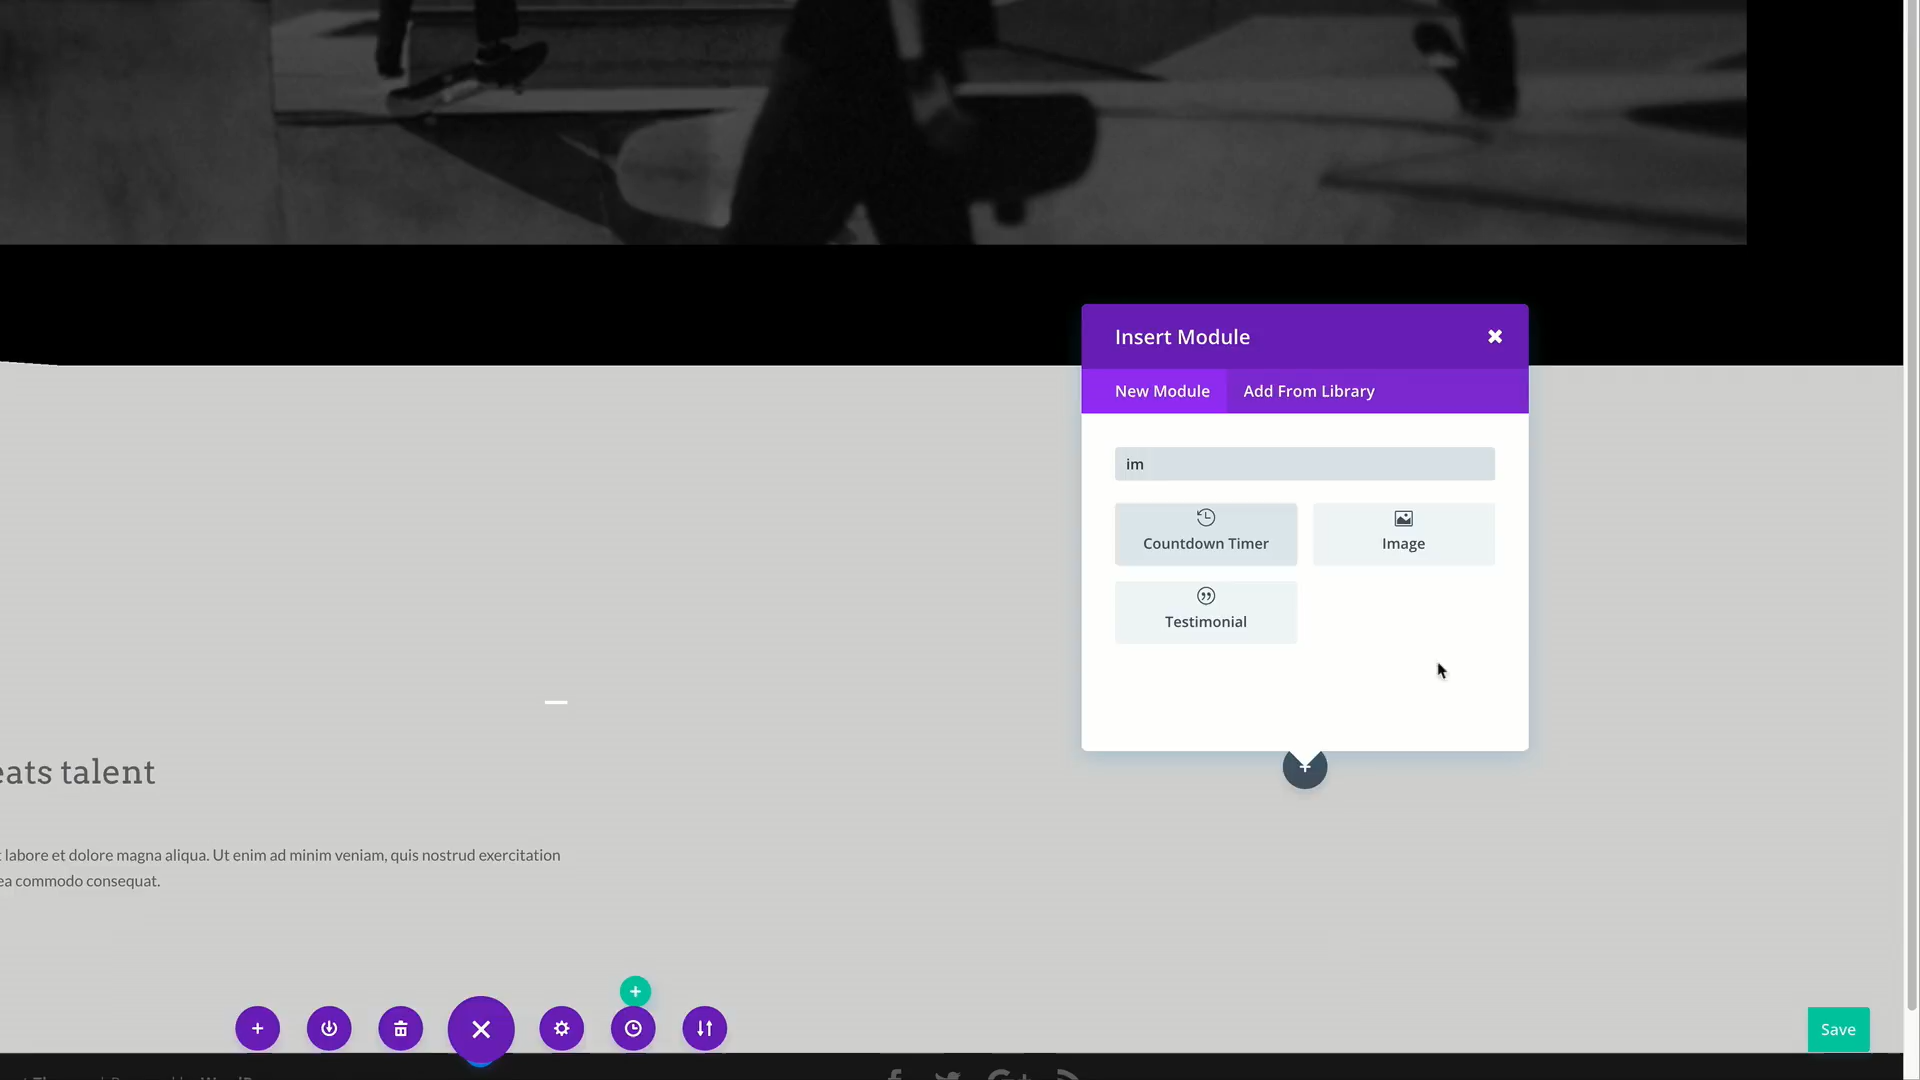 Insert Module
New Module
Add From Library
im
Countdown Timer
Image
Testimonial
eats talent
labore et dolore magna aliqua. Ut enim ad minim veniam, quis nostrud exercitation
ea commodo consequat.
Save